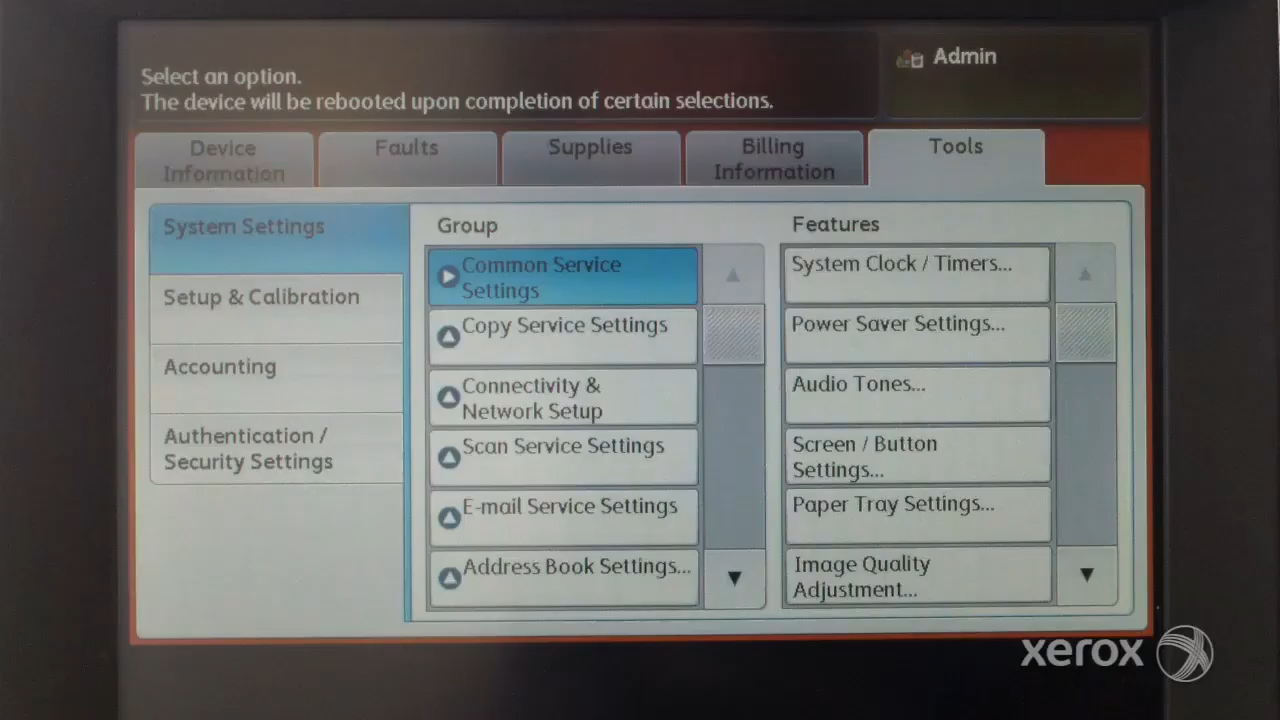 Select an option.
The device will be rebooted upon completion of certain selections.
Admin
Device
Information
Faults
Supplies
Billing
Information
Tools
System Settings
Setup & Calibration
Accounting
Authentication /
Security Settings
Group
Common Service
Settings
Copy Service Settings
Connectivity &
Network Setup
Scan Service Settings
E-mail Service Settings
Address Book Settings...
Features
System Clock / Timers...
Power Saver Settings...
Audio Tones...
Screen / Button
Settings...
Paper Tray Settings...
Image Quality
Adjustment...
xerox